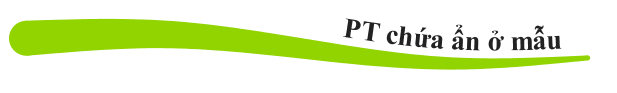 PT chứa ẩn ở mẫu